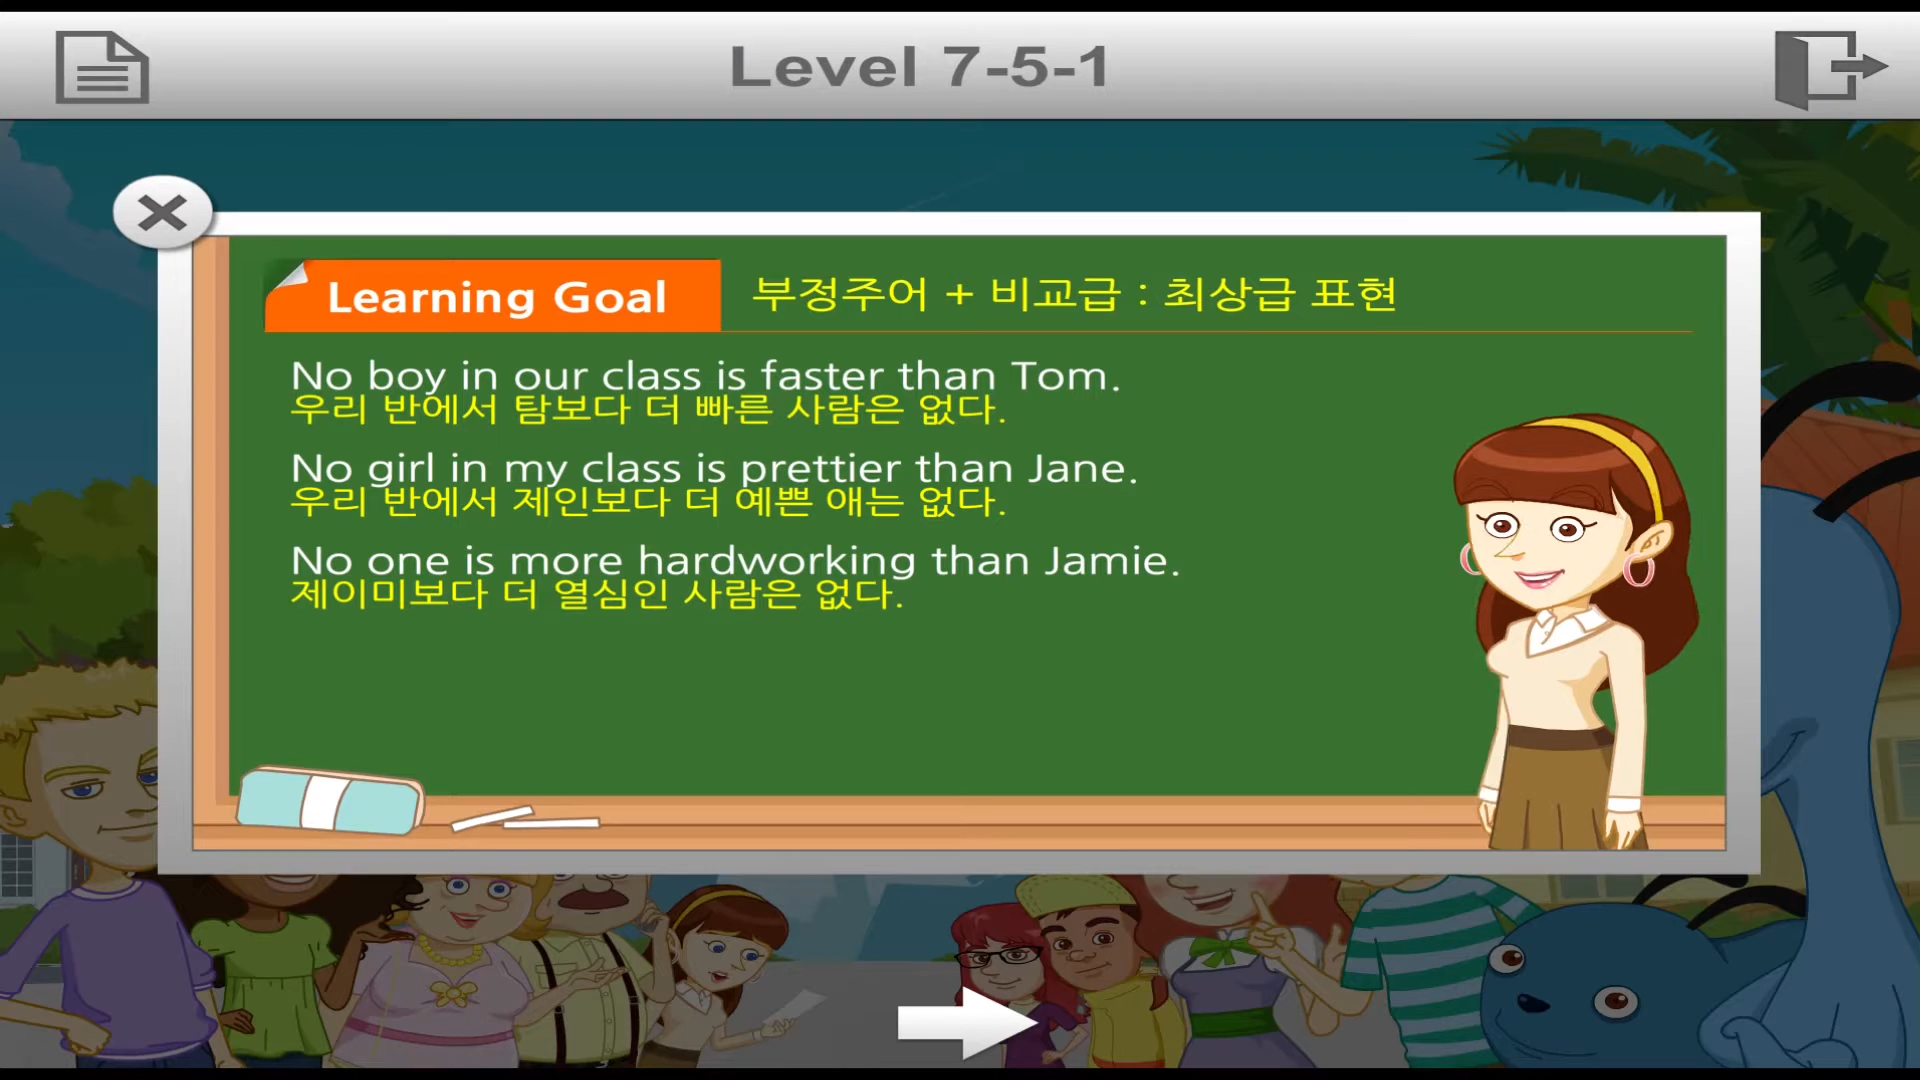 Level 7-5-1
Learning Goal
부정주어 + 비교급 : 최상급 표현
No boy in our class is faster than Tom.
우리 반에서 탐보다 더 빠른 사람은 없다.
No girl in my class is prettier than Jane.
우리 반에서 제인보다 더 예쁜 애는 없다.
No one is more hardworking than Jamie.
제이미보다 더 열심인 사람은 없다.